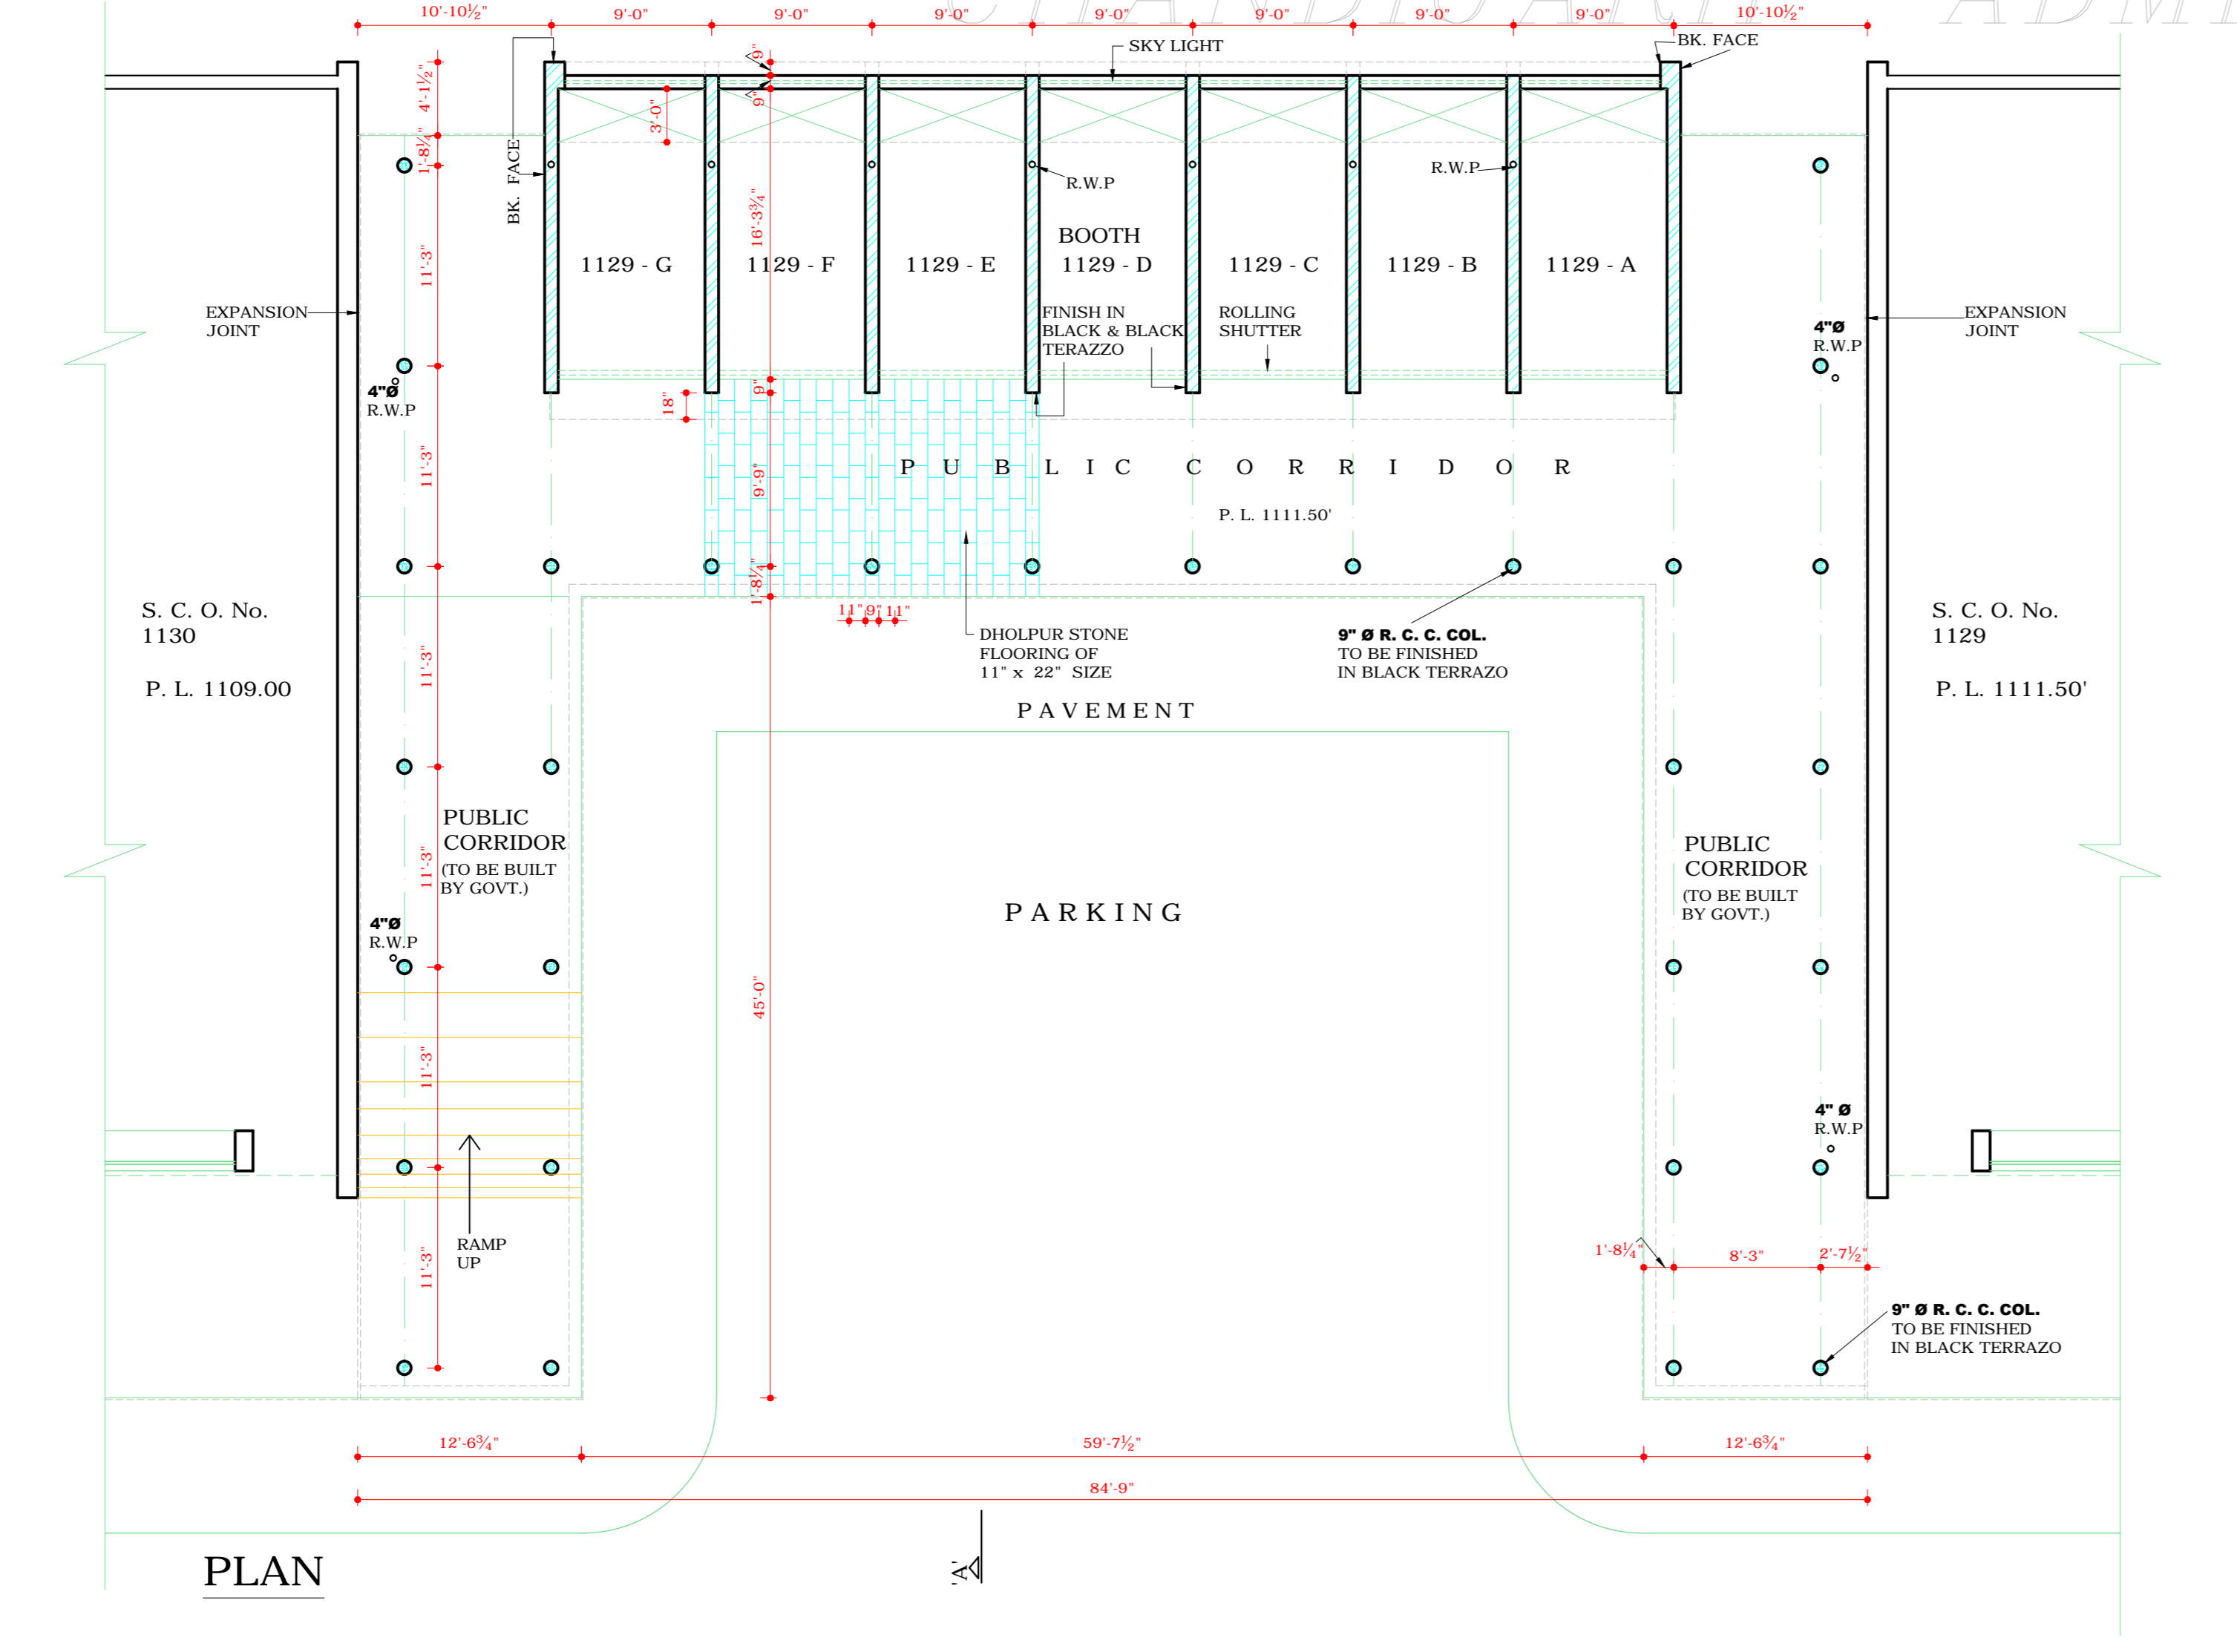 CHANDIGARH ADMI
10'-10½"
9'-0"
9'-0"
9'-0"
9'-0"
9'-0"
9'-0"
9'-0"
10'-10½"
SKY LIGHT
BK. FACE
4'-1½"
9"
9"
3'-0"
1'-8¼"
BK. FACE
R.W.P
R.W.P
16'-3¾"
11'-3"
BOOTH
1129 - G
1129 - F
1129 - E
1129 - D
1129 - C
1129 - B
1129 - A
EXPANSION
JOINT
FINISH IN
BLACK & BLACK
TERAZZO
ROLLING
SHUTTER
EXPANSION
JOINT
4"Ø
R.W.P
4"Ø
R.W.P
18"
9"
11'-3"
9'-9"
PUBLIC CORRIDOR
P. L. 1111.50'
1'-8¼"
11" 9" 11"
S. C. O. No.
1130
P. L. 1109.00
11'-3"
DHOLPUR STONE
FLOORING OF
11" x 22" SIZE
9" Ø R. C. C. COL.
TO BE FINISHED
IN BLACK TERRAZO
S. C. O. No.
1129
P. L. 1111.50'
PAVEMENT
PUBLIC
CORRIDOR
(TO BE BUILT
BY GOVT.)
11'-3"
PUBLIC
CORRIDOR
(TO BE BUILT
BY GOVT.)
PARKING
4"Ø
R.W.P
45'-0"
11'-3"
4" Ø
R.W.P
RAMP
UP
11'-3"
1'-8¼"
8'-3"
2'-7½"
9" Ø R. C. C. COL.
TO BE FINISHED
IN BLACK TERRAZO
12'-6¾"
59'-7½"
12'-6¾"
84'-9"
'A'
PLAN